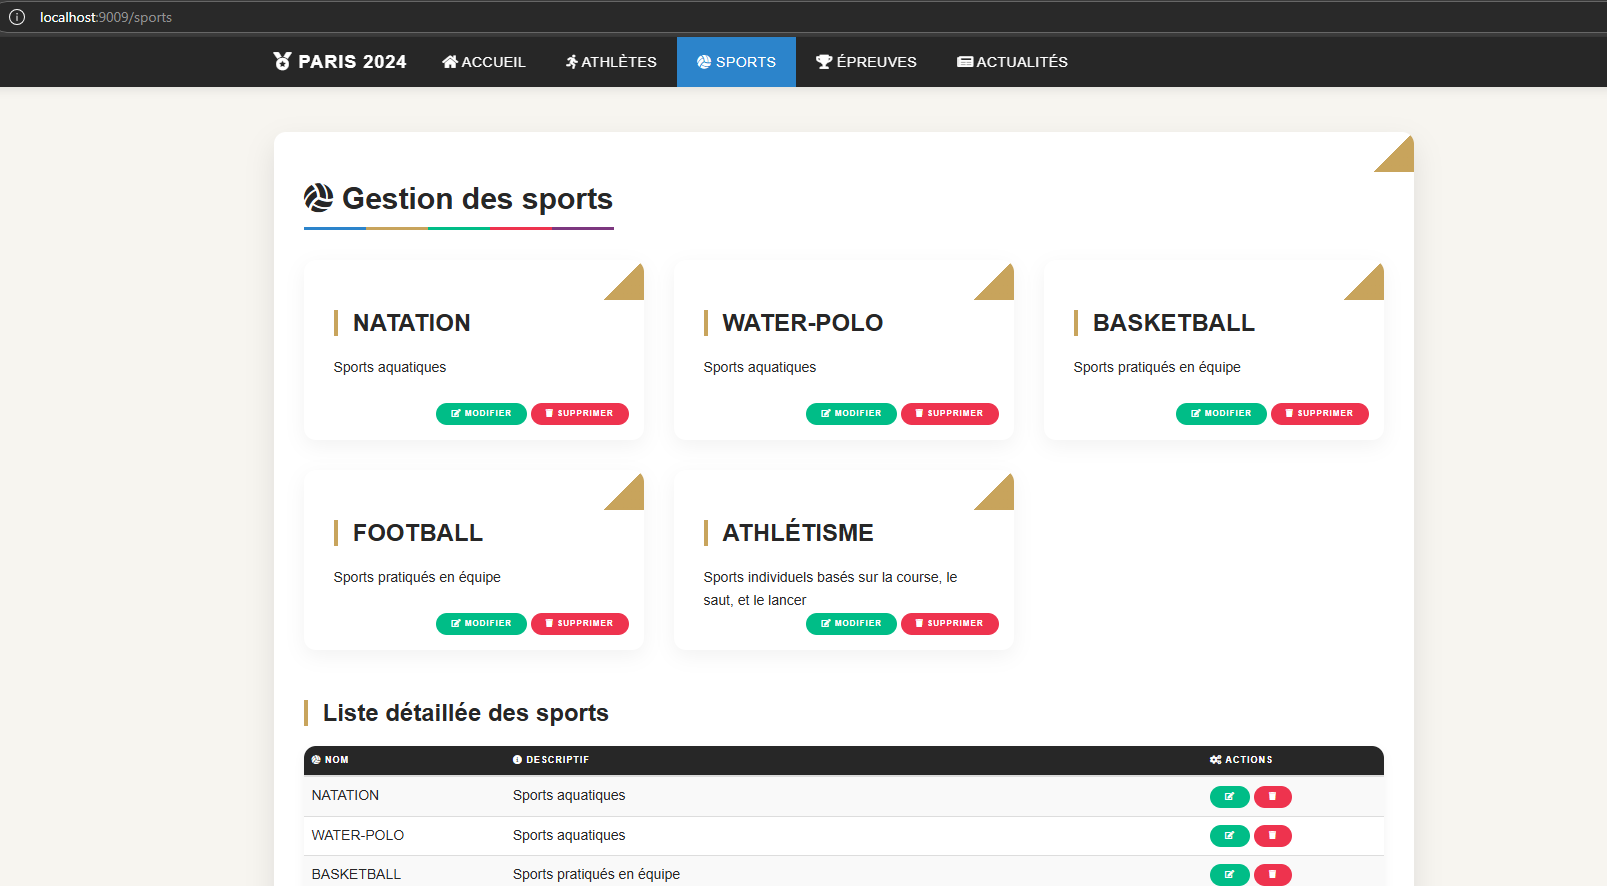 localhost:9009/sports
PARIS 2024 ACCUEIL ATHLÈTES SPORTS ÉPREUVES ACTUALITÉS
Gestion des sports
NATATION
Sports aquatiques
MODIFIER SUPPRIMER
WATER-POLO
Sports aquatiques
MODIFIER SUPPRIMER
BASKETBALL
Sports pratiqués en équipe
MODIFIER SUPPRIMER
FOOTBALL
Sports pratiqués en équipe
MODIFIER SUPPRIMER
ATHLÉTISME
Sports individuels basés sur la course, le
saut, et le lancer
MODIFIER SUPPRIMER
Liste détaillée des sports
NOM DESCRIPTIF ACTIONS
NATATION Sports aquatiques
WATER-POLO Sports aquatiques
BASKETBALL Sports pratiqués en équipe